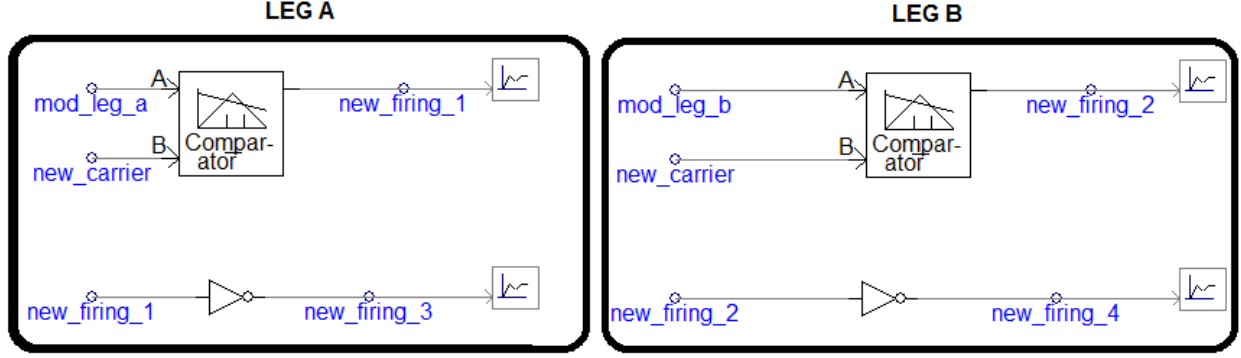 LEG A
A
mod_leg_a
new_firing_1
B
new_carrier
Compar-
ator
new_firing_1
new_firing_3
LEG B
A
mod_leg_b
new_firing_2
B
new_carrier
Compar-
ator
new_firing_2
new_firing_4